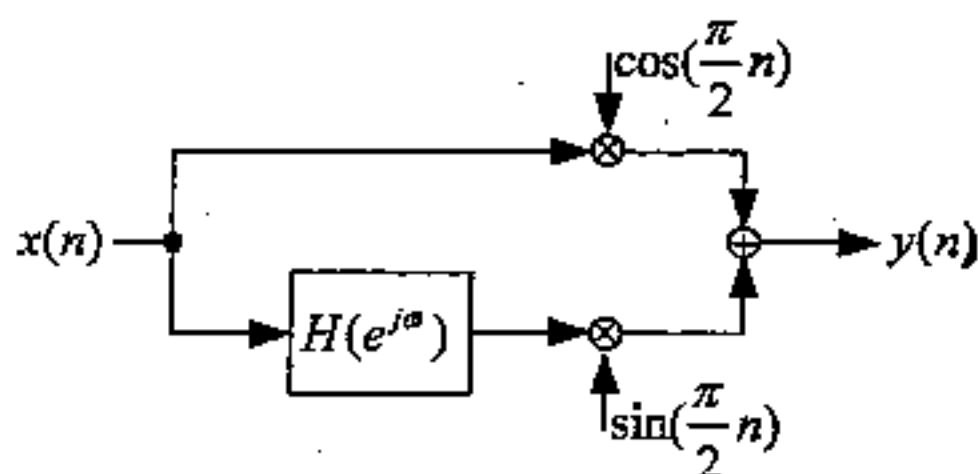 cos(π/2 n)
x(n)
y(n)
H(e^{jω})
sin(π/2 n)